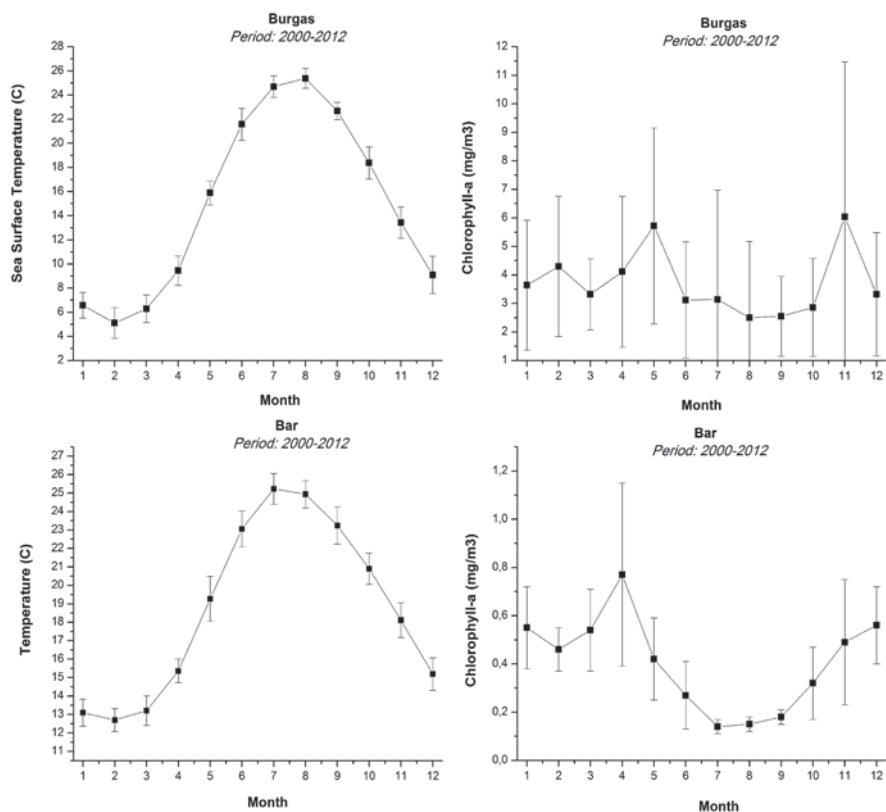 Burgas
Period: 2000-2012
Sea Surface Temperature (C)
28
26
24
22
20
18
16
14
12
10
8
6
4
2
1 2 3 4 5 6 7 8 9 10 11 12
Month
Burgas
Period: 2000-2012
Chlorophyll-a (mg/m3)
12
11
10
9
8
7
6
5
4
3
2
1
1 2 3 4 5 6 7 8 9 10 11 12
Month
Bar
Period: 2000-2012
Temperature (C)
27
26
25
24
23
22
21
20
19
18
17
16
15
14
13
12
11
1 2 3 4 5 6 7 8 9 10 11 12
Month
Bar
Period: 2000-2012
Chlorophyll-a (mg/m3)
1,2
1,0
0,8
0,6
0,4
0,2
0,0
1 2 3 4 5 6 7 8 9 10 11 12
Month